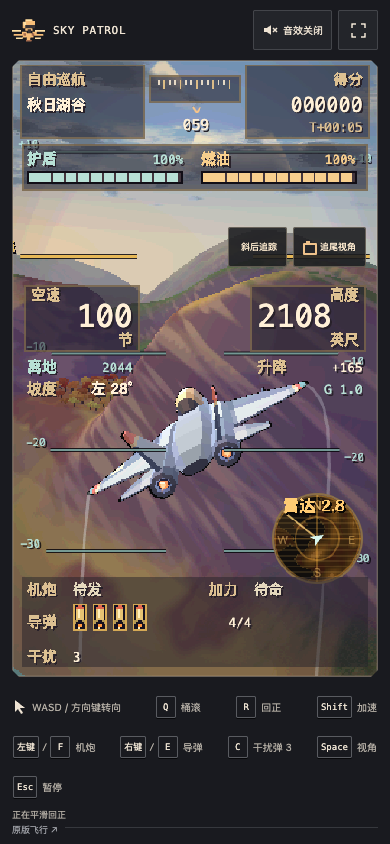 SKY PATROL
音效关闭
自由巡航
秋日湖谷
059
得分
000000
T+00:05
护盾 100%
燃油 100%
斜后追踪
追尾视角
空速
100
节
高度
2108
英尺
-10
-10
离地 2044
升降 +165
坡度 左 28°
G 1.0
-20
-20
雷达 2.8
N
W
E
S
-30
30
机炮 待发
加力 待命
导弹
4/4
干扰 3
WASD / 方向键转向
Q 桶滚
R 回正
Shift 加速
左键 / F 机炮
右键 / E 导弹
C 干扰弹 3
Space 视角
Esc 暂停
正在平滑回正
原版飞行 ↗